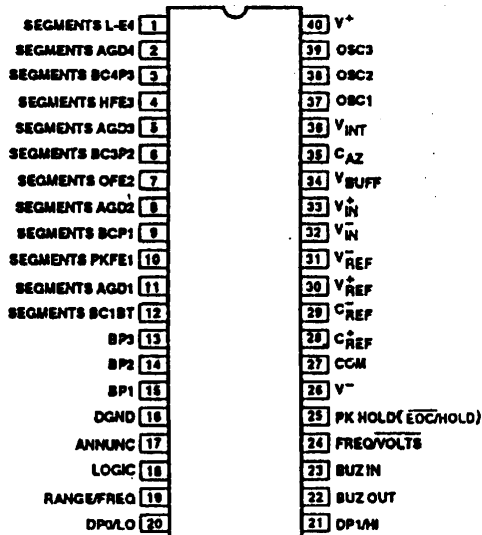 SEGMENTS L-E4 1
SEGMENTS AGD4 2
SEGMENTS BC4P3 3
SEGMENTS HFE3 4
SEGMENTS AGD3 5
SEGMENTS BC3P2 6
SEGMENTS OFE2 7
SEGMENTS AGD2 8
SEGMENTS BCP1 9
SEGMENTS PKFE1 10
SEGMENTS AGD1 11
SEGMENTS BC1BT 12
BP3 13
BP2 14
BP1 15
DGND 16
ANNUNC 17
LOGIC 18
RANGE/FREQ 19
DP0/LO 20
40 V+
39 OSC3
38 OSC2
37 OSC1
36 VINT
35 CAZ
34 VBUFF
33 V+IN
32 V-IN
31 V-REF
30 V+REF
29 C-REF
28 C+REF
27 COM
26 V-
25 PK HOLD(EOC/HOLD)
24 FREQ/VOLTS
23 BUZ IN
22 BUZ OUT
21 DP1/HI